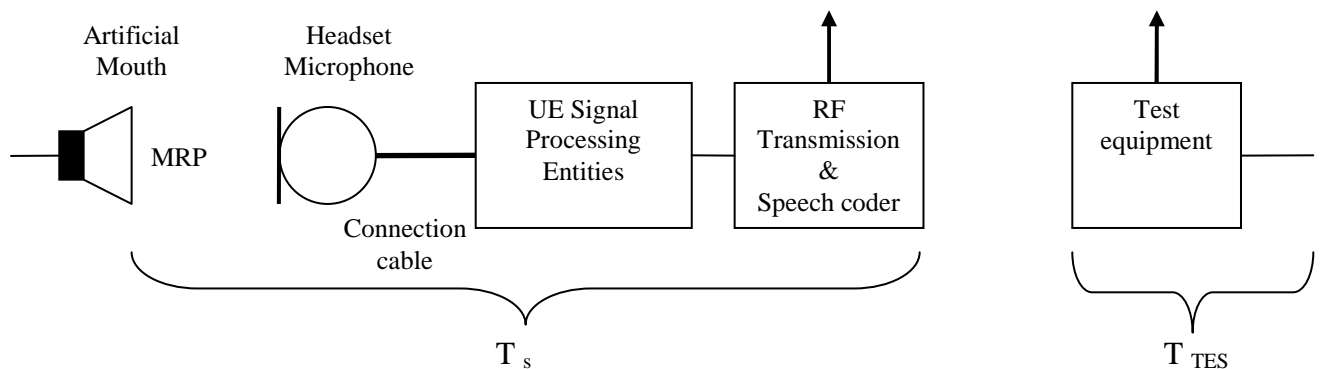 Artificial
Mouth
MRP
Headset
Microphone
Connection
cable
UE Signal
Processing
Entities
RF
Transmission
&
Speech coder
Test
equipment
T s
T TES